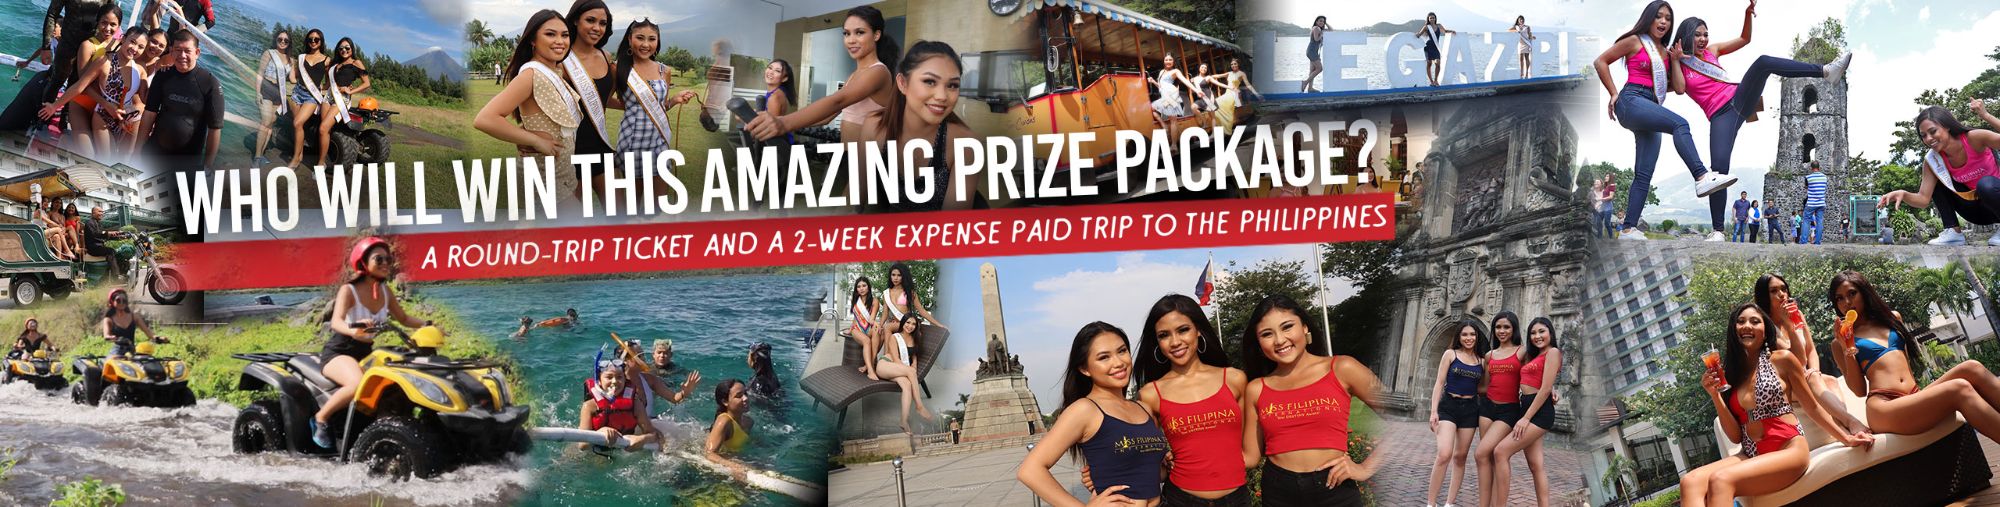 LEGAZPI
WHO WILL WIN THIS AMAZING PRIZE PACKAGE?
A ROUND-TRIP TICKET AND A 2-WEEK EXPENSE PAID TRIP TO THE PHILIPPINES
MISS FILIPINA
INTERNATIONAL
MISS FILIPINA
INTERNATIONAL